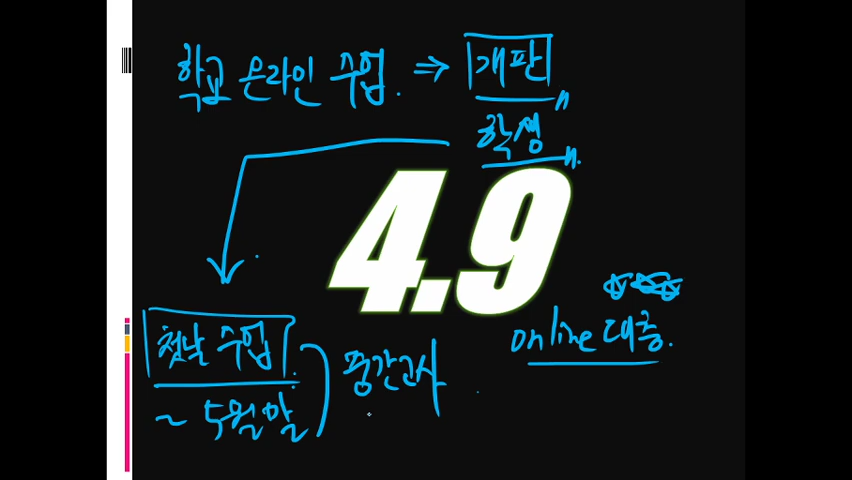 학교 온라인 수업. ⇒ 개판
학생
4.9
첫날 수업
~ 5월말
중간고사
online 대충.